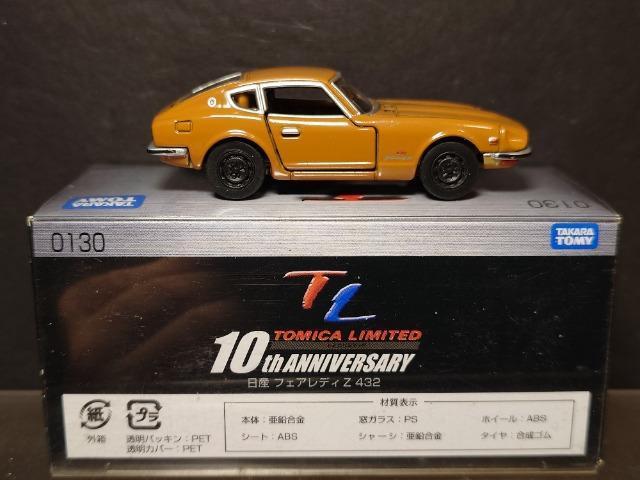 TAKARA TOMY
0130
0130
TAKARA TOMY
TL
TOMICA LIMITED
10th ANNIVERSARY
日産 フェアレディZ 432
材質表示
紙
プラ
本体：亜鉛合金 窓ガラス：PS ホイール：ABS
外箱 透明パッキン：PET シート：ABS シャーシ：亜鉛合金 タイヤ：合成ゴム
透明カバー：PET